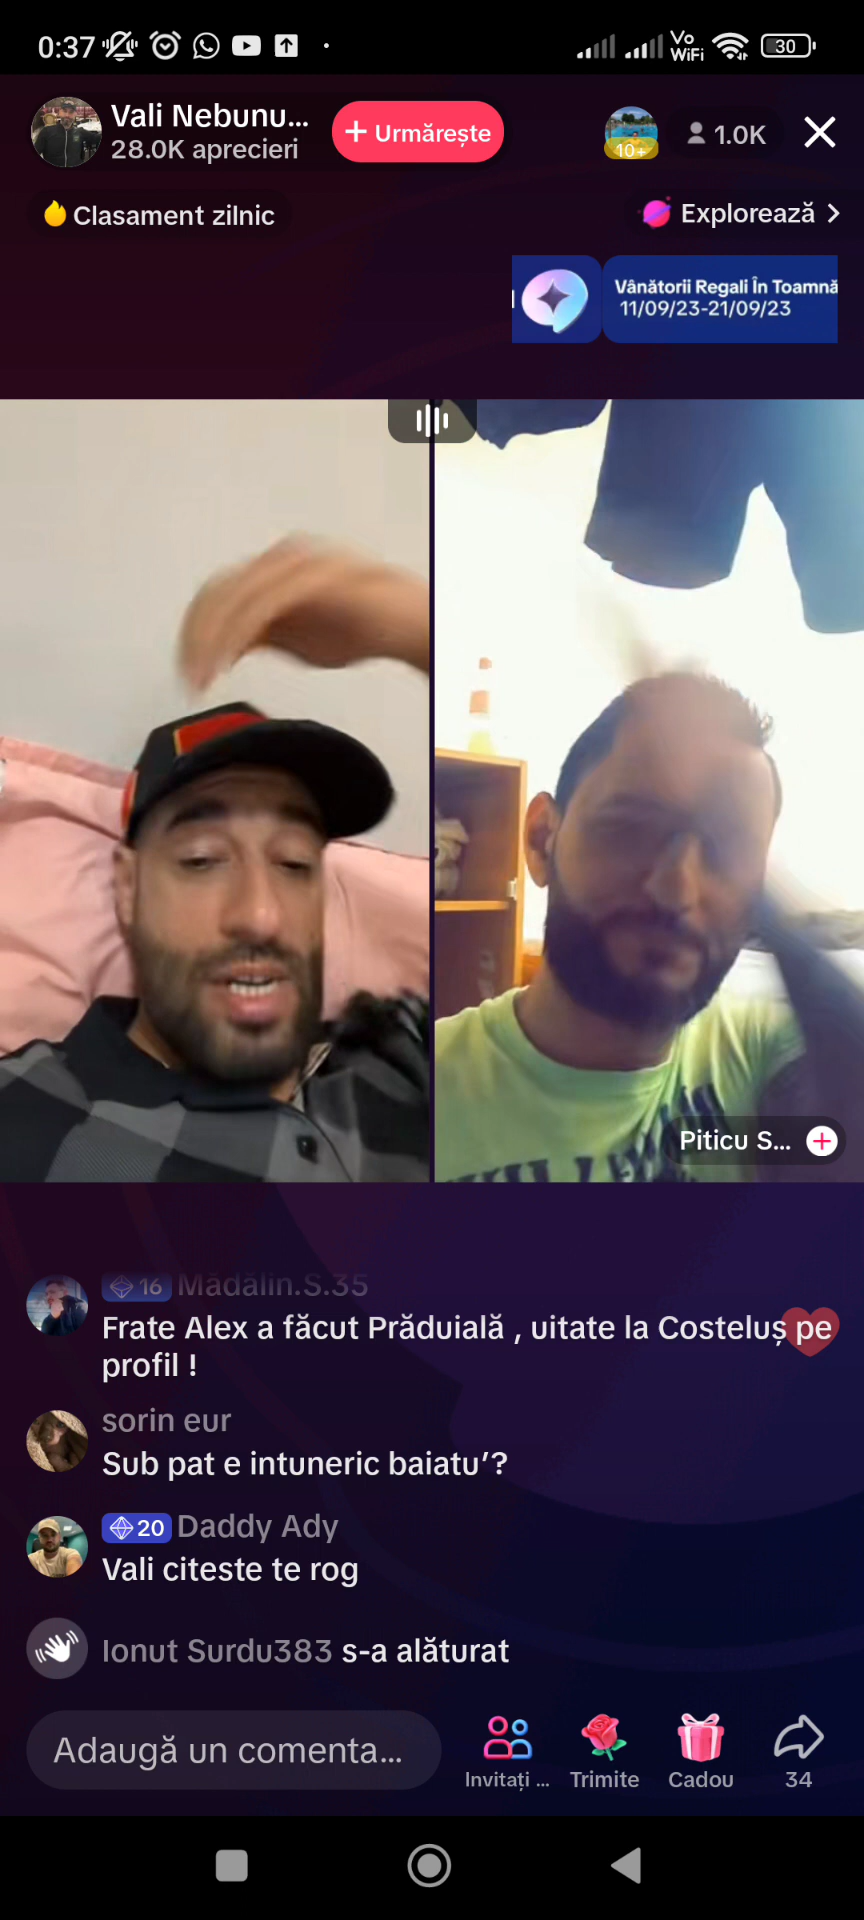 0:37
Vo
WiFi
30
Vali Nebunu...
28.0K aprecieri
+ Urmărește
10+
1.0K
Clasament zilnic
Explorează
Vânătorii Regali În Toamnă
11/09/23-21/09/23
Piticu S...
16 Mădălin.S.35
Frate Alex a făcut Prăduială , uitate la Costeluș pe
profil !
sorin eur
Sub pat e intuneric baiatu'?
20 Daddy Ady
Vali citeste te rog
Ionut Surdu383 s-a alăturat
Adaugă un comenta...
Invitați ...
Trimite
Cadou
34